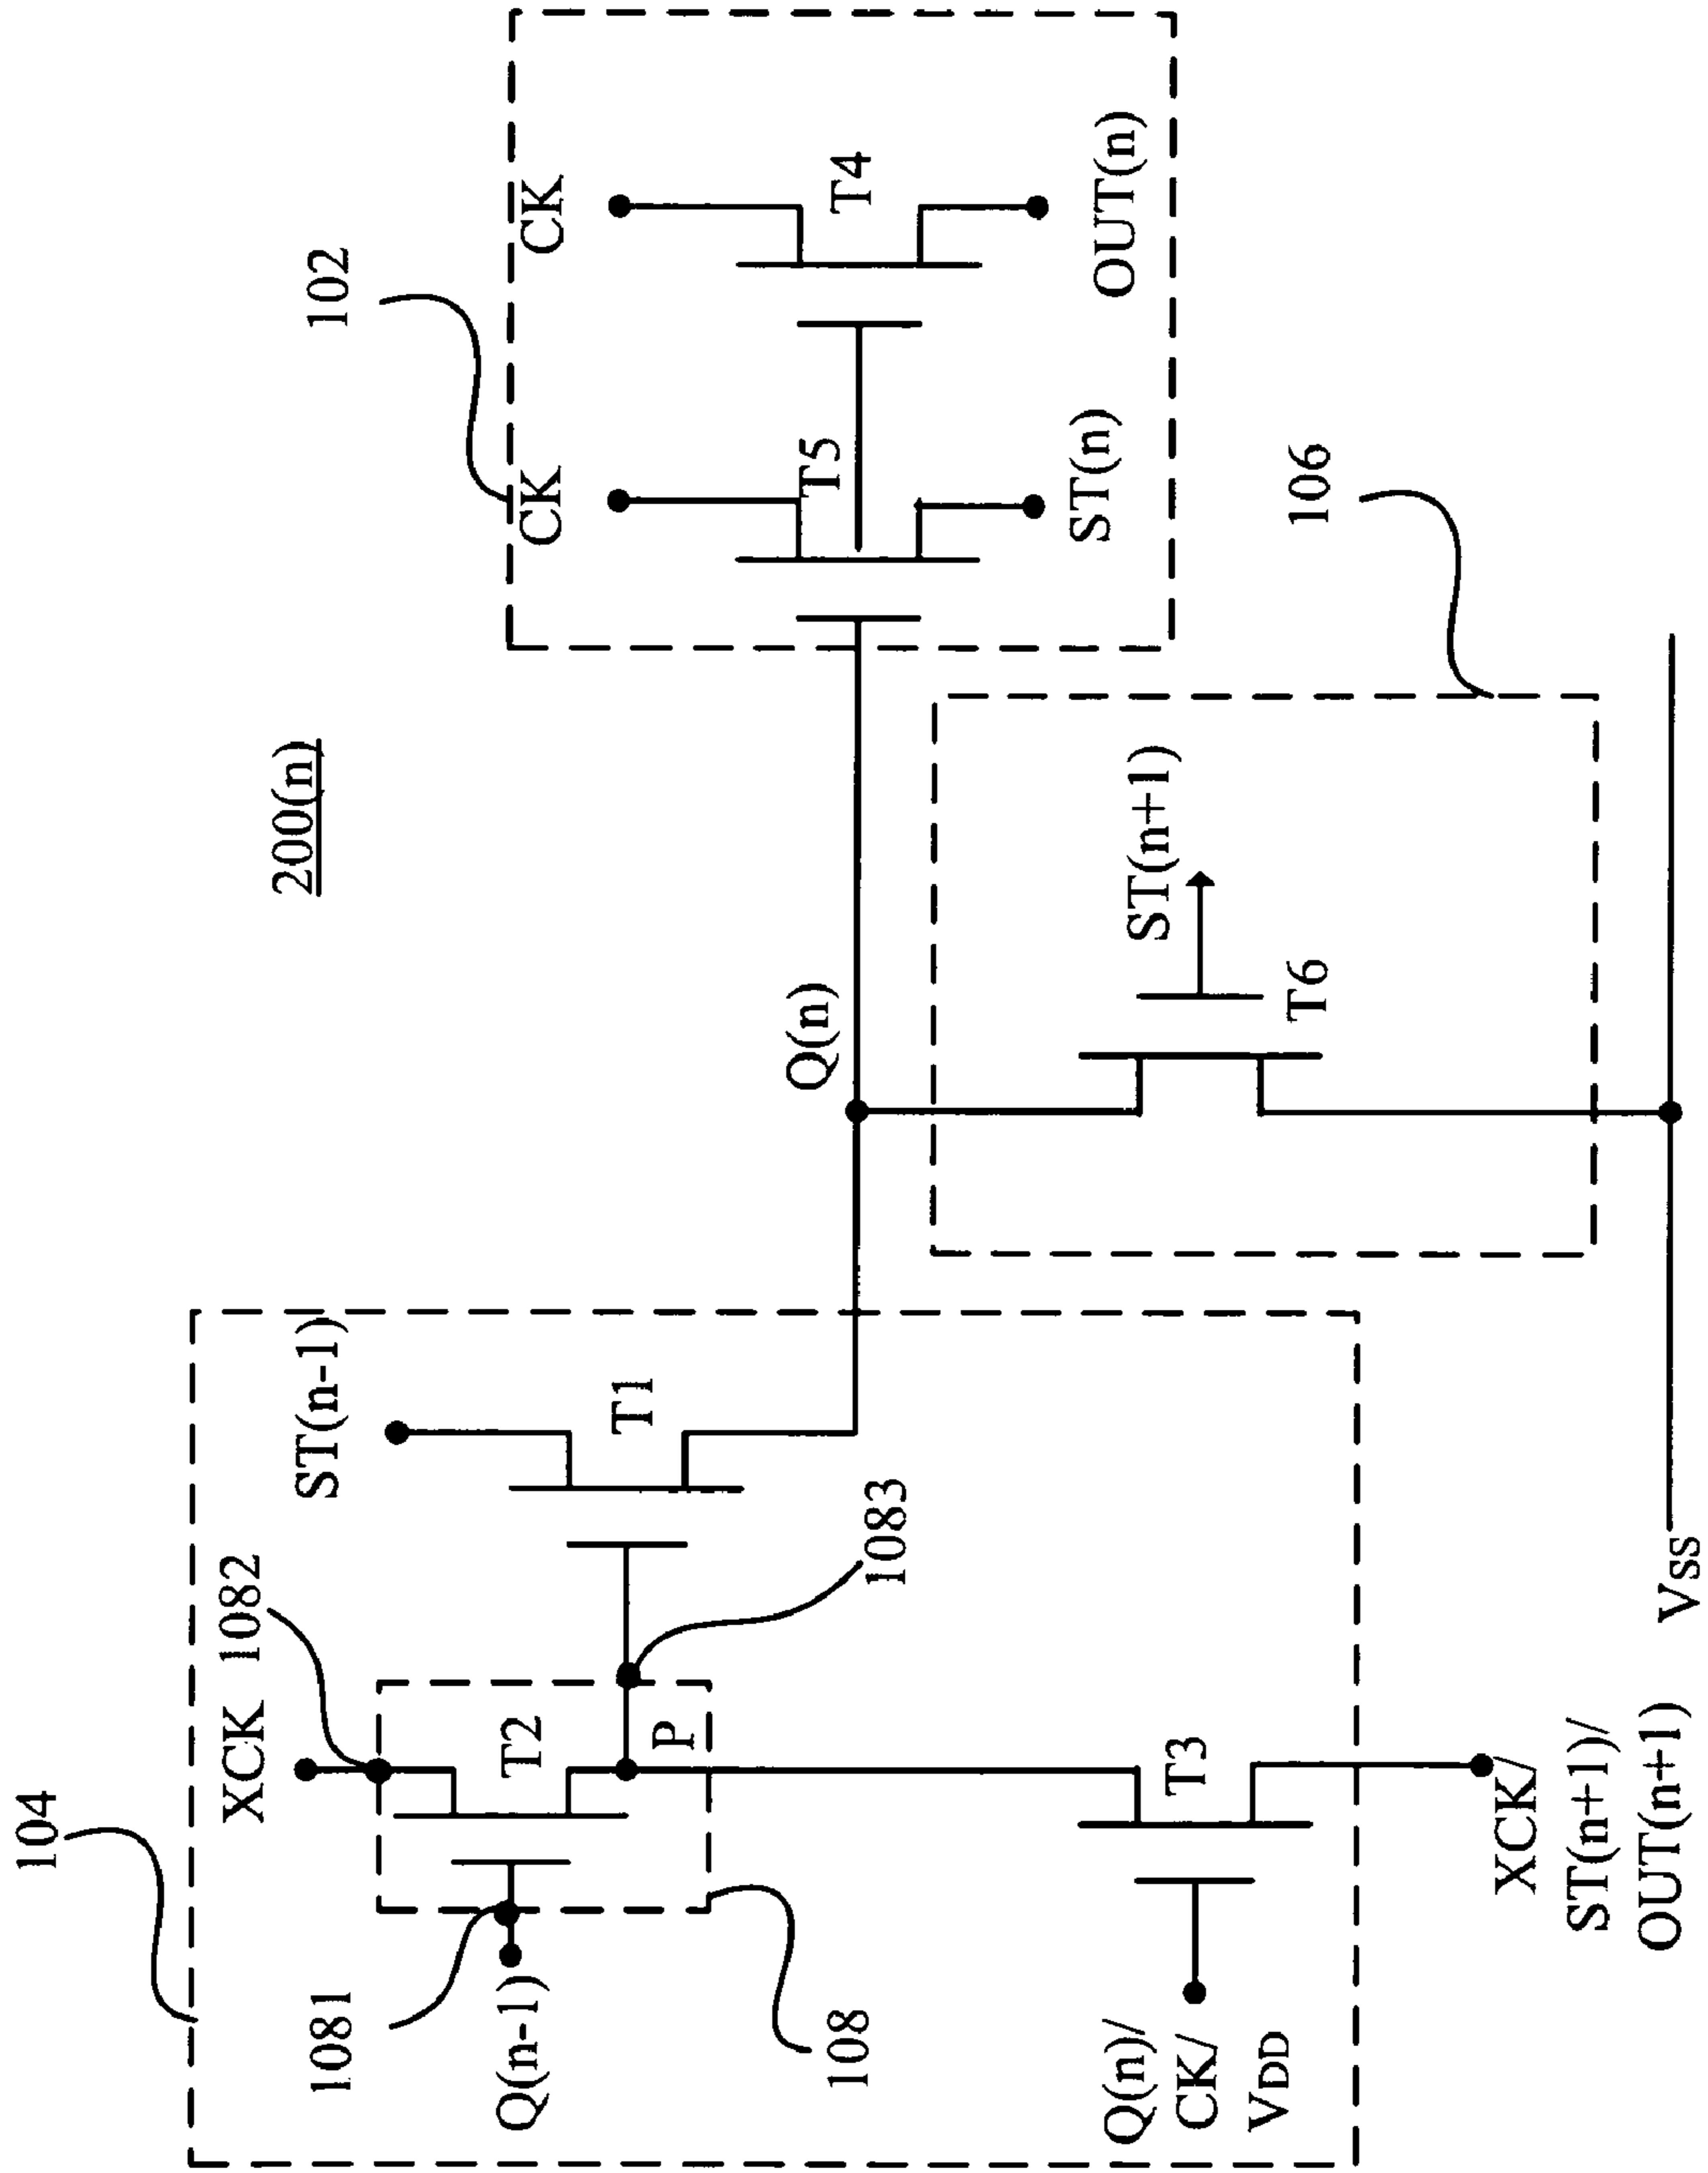 200(n)
104
XCK
1082
ST(n-1)
102
CK
CK
1081
Q(n-1)
T2
T1
P
1083
108
Q(n)
T5
T4
ST(n)
OUT(n)
106
ST(n+1)
T6
Q(n)/
CK/
VDD
T3
XCK/
ST(n+1)/
OUT(n+1)
VSS